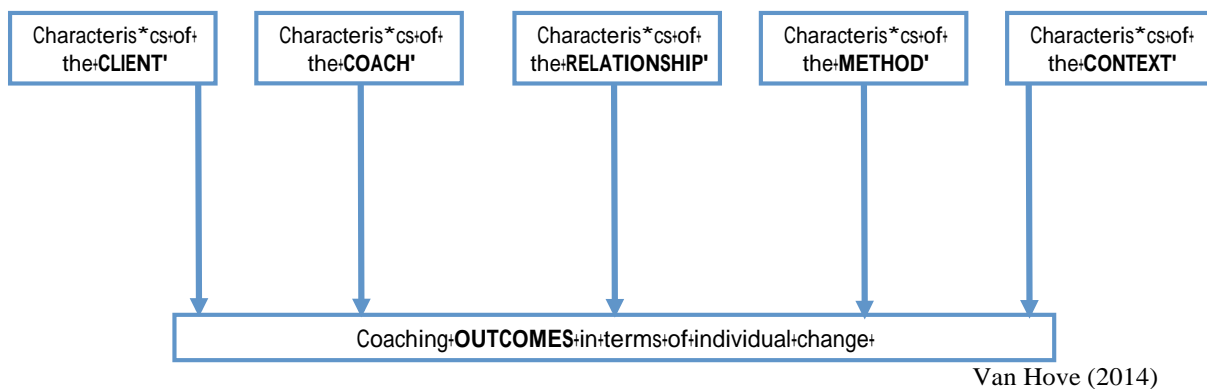 Characteris*cs+of+
the+CLIENT'
Characteris*cs+of+
the+COACH'
Characteris*cs+of+
the+RELATIONSHIP'
Characteris*cs+of+
the+METHOD'
Characteris*cs+of+
the+CONTEXT'
Coaching+OUTCOMES+in+terms+of+individual+change+
Van Hove (2014)